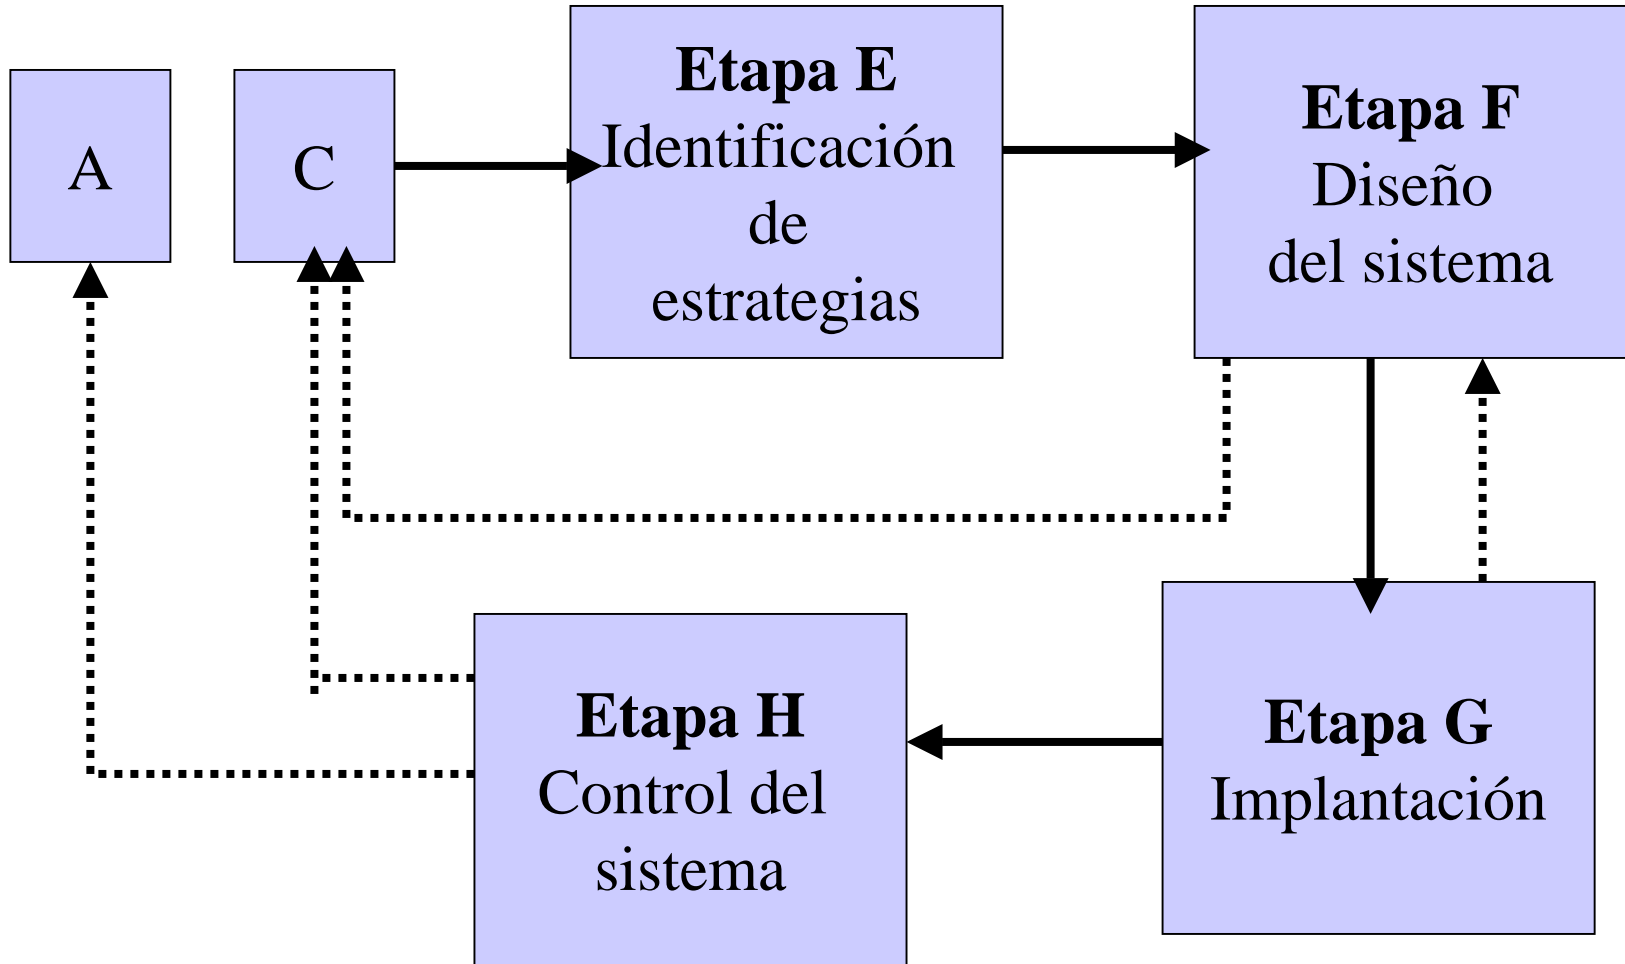 A
C
Etapa E
Identificación
de
estrategias
Etapa F
Diseño
del sistema
Etapa H
Control del
sistema
Etapa G
Implantación